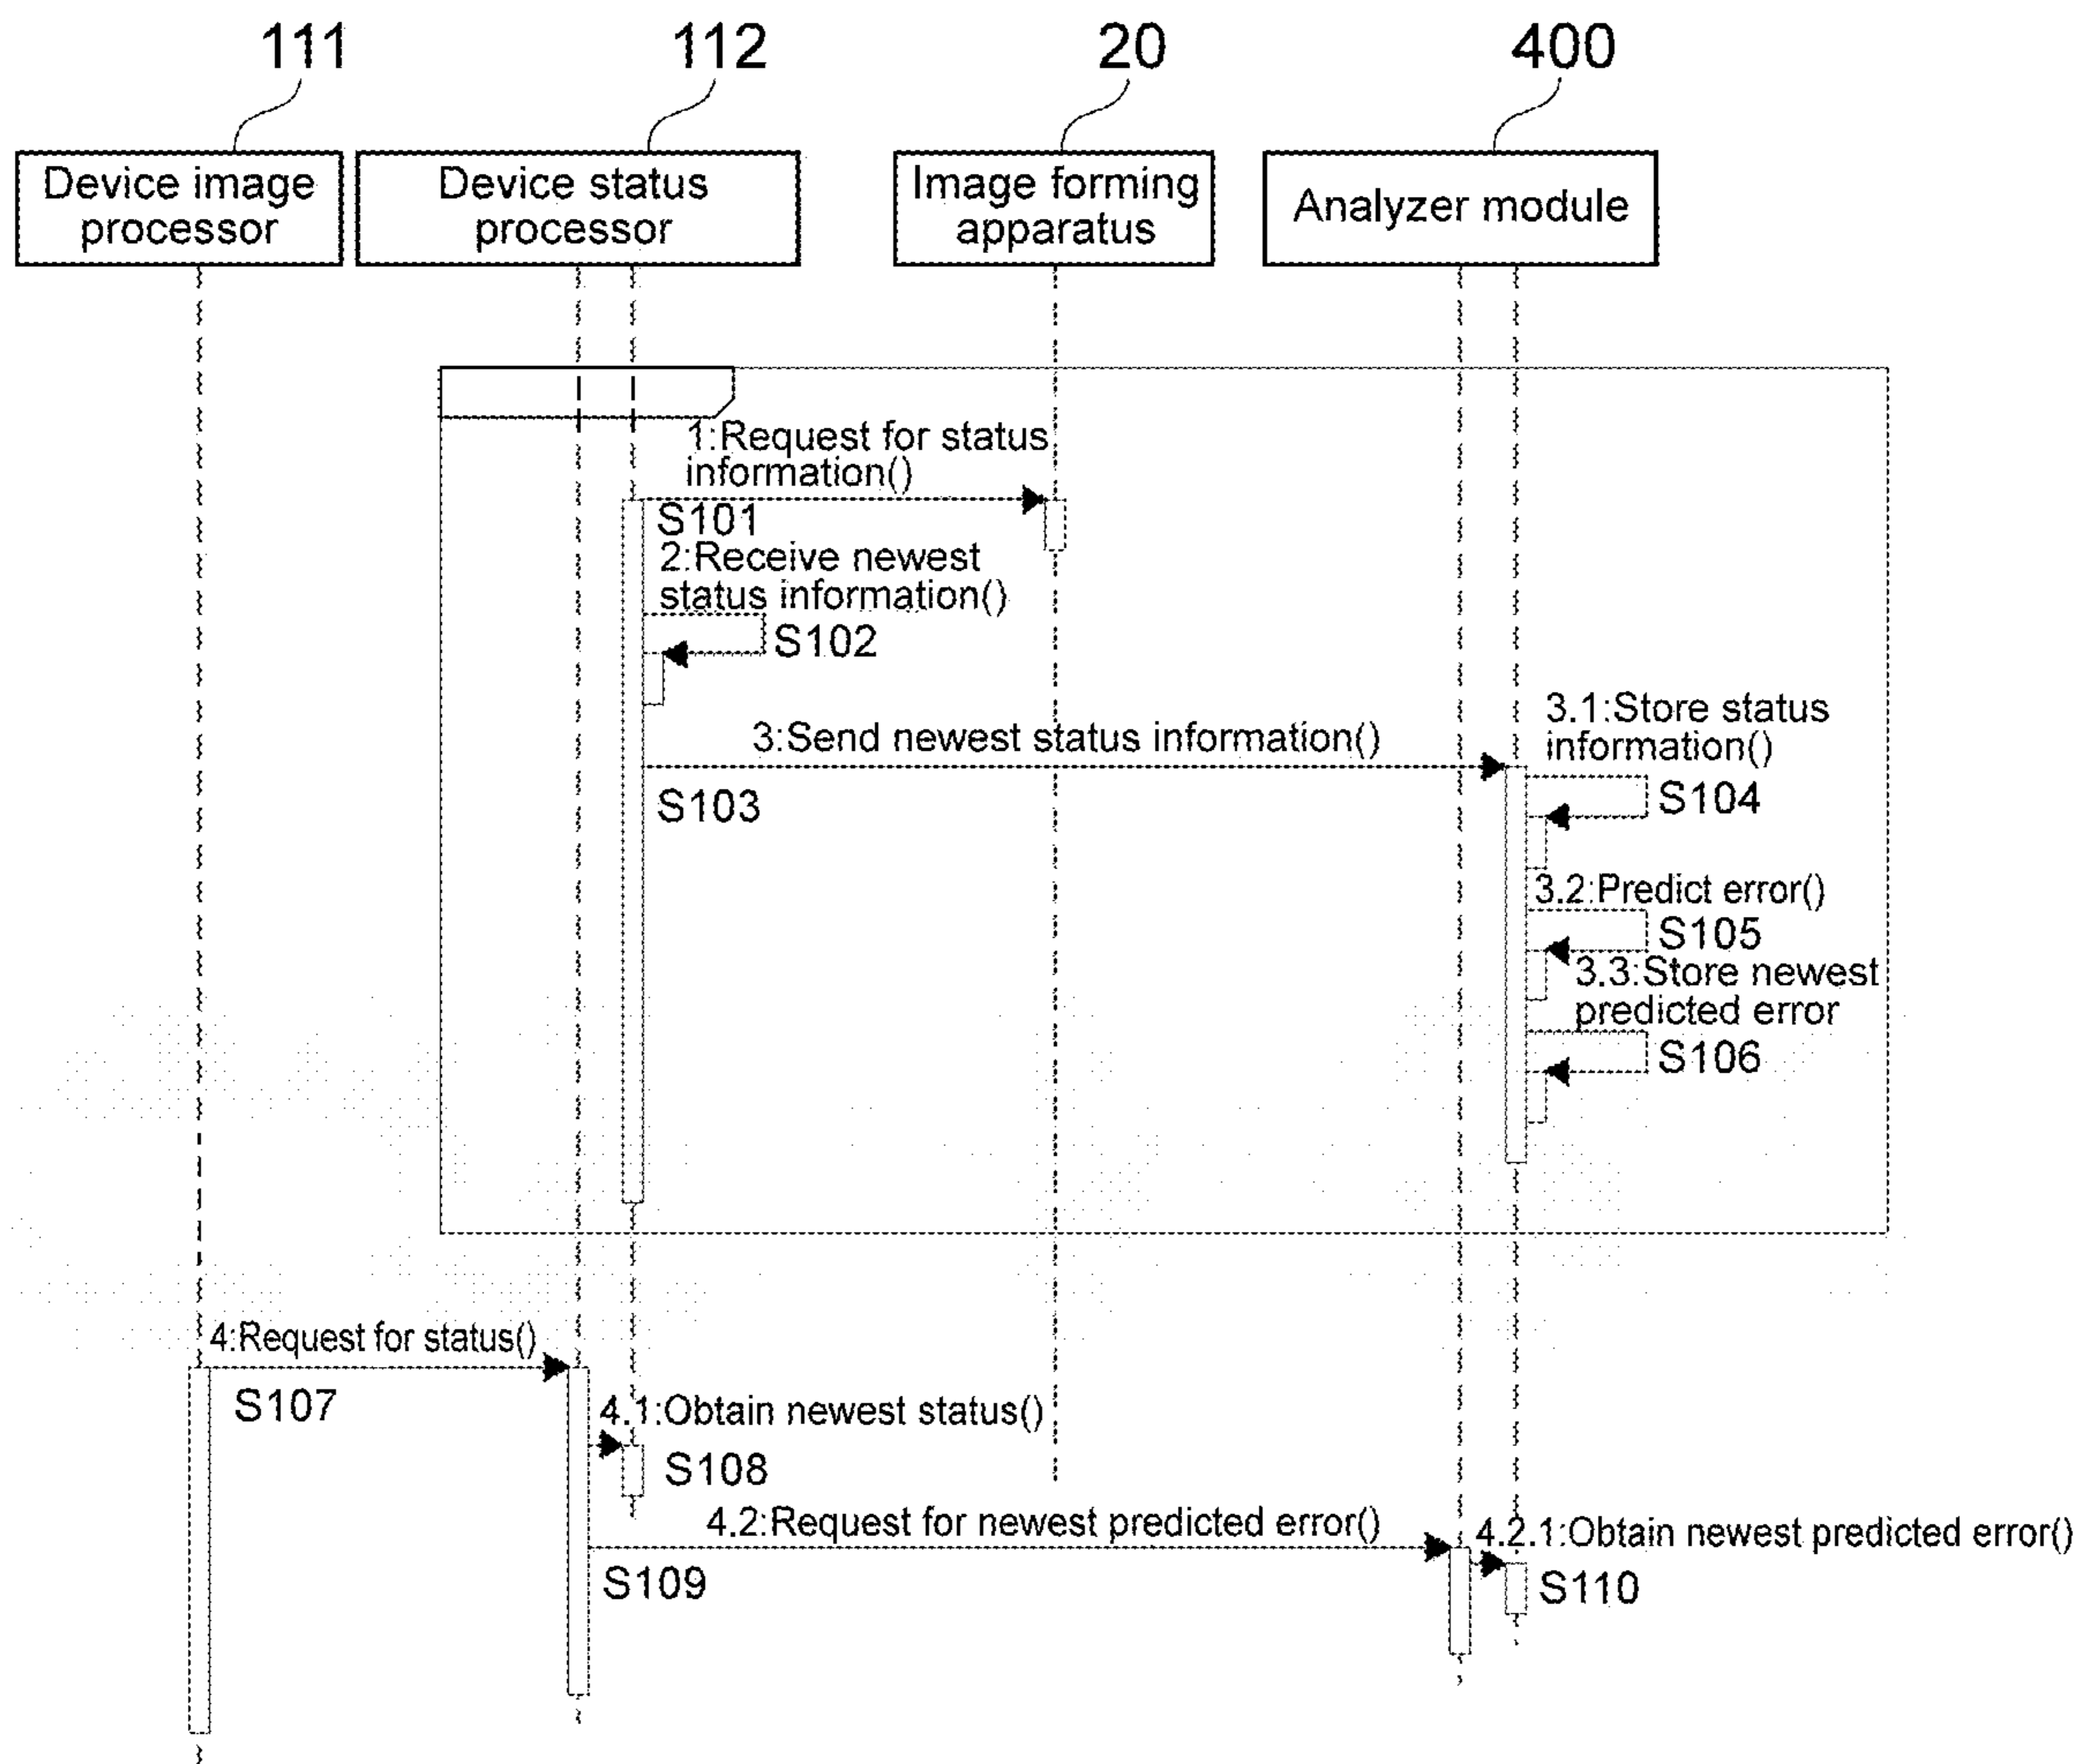 111
112
20
400
Device image
processor
Device status
processor
Image forming
apparatus
Analyzer module
1:Request for status
information()
S101
2:Receive newest
status information()
S102
3:Send newest status information()
S103
3.1:Store status
information()
S104
3.2:Predict error()
S105
3.3:Store newest
predicted error
S106
4:Request for status()
S107
4.1:Obtain newest status()
S108
4.2:Request for newest predicted error()
S109
4.2.1:Obtain newest predicted error()
S110